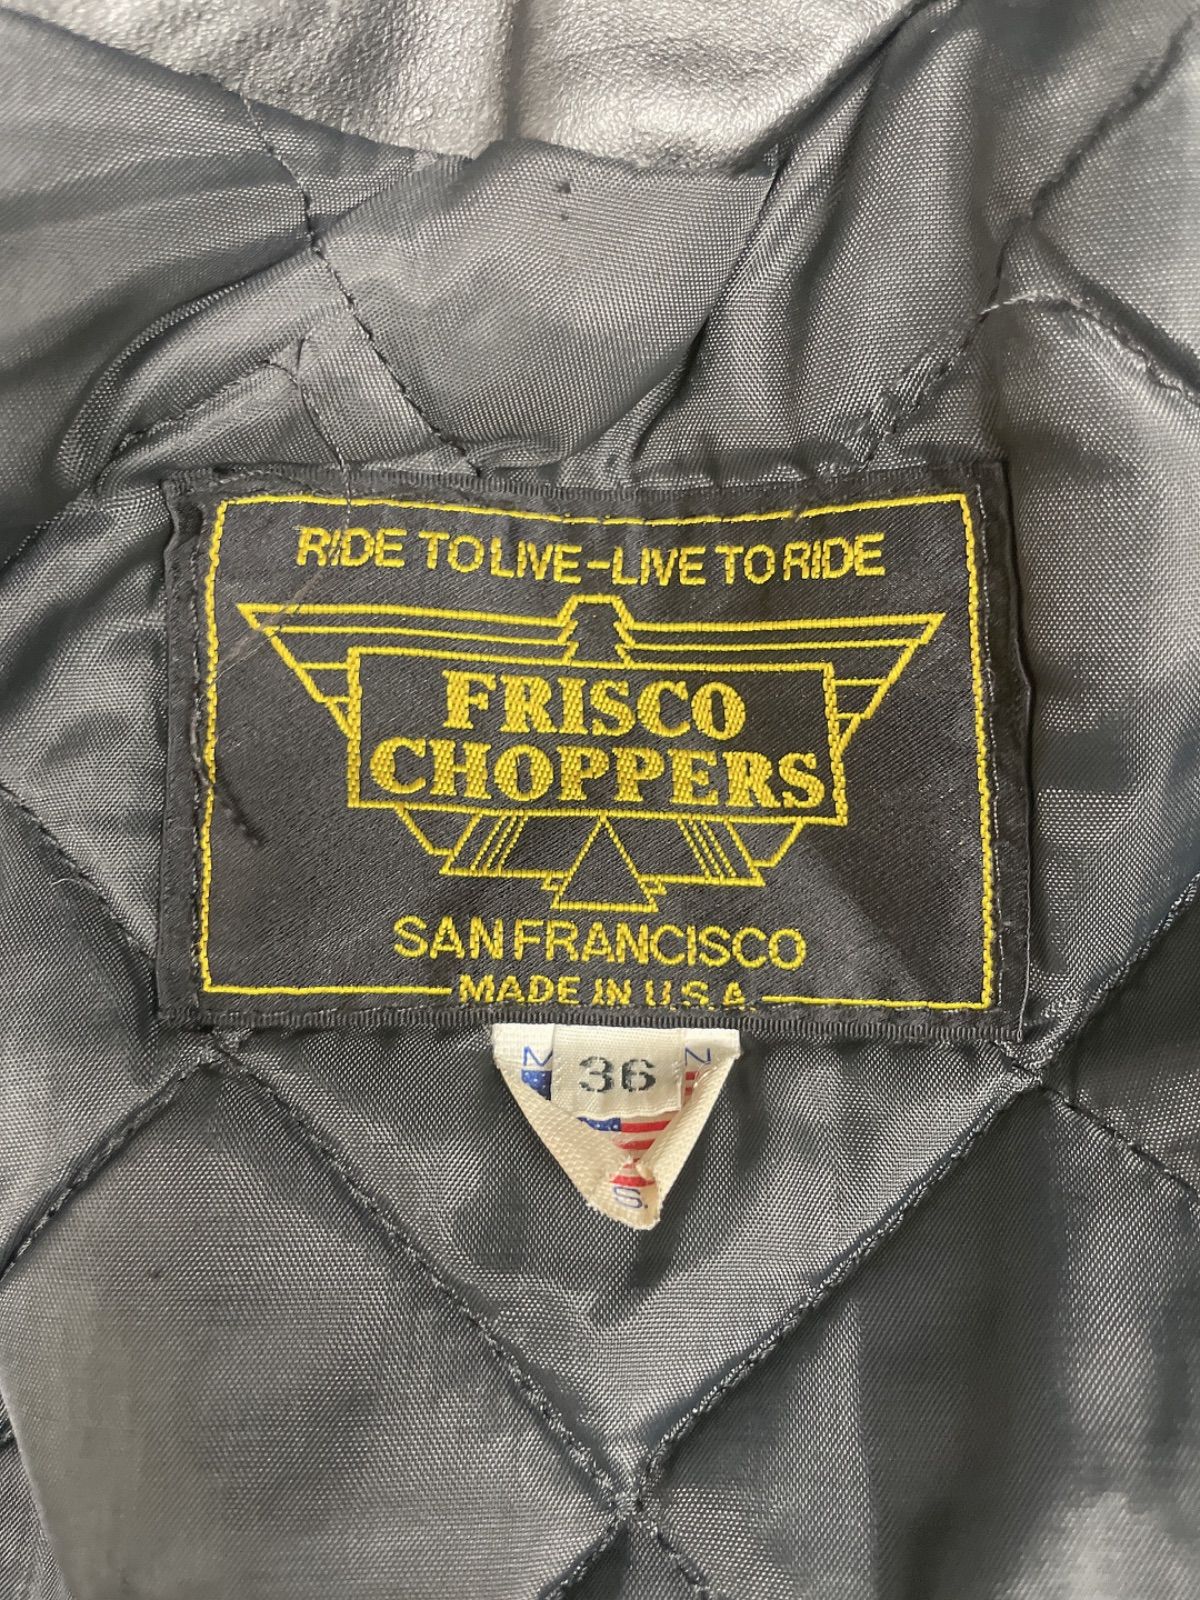 RIDE TO LIVE-LIVE TO RIDE
FRISCO
CHOPPERS
SAN FRANCISCO
MADE IN U.S.A.
36
S.